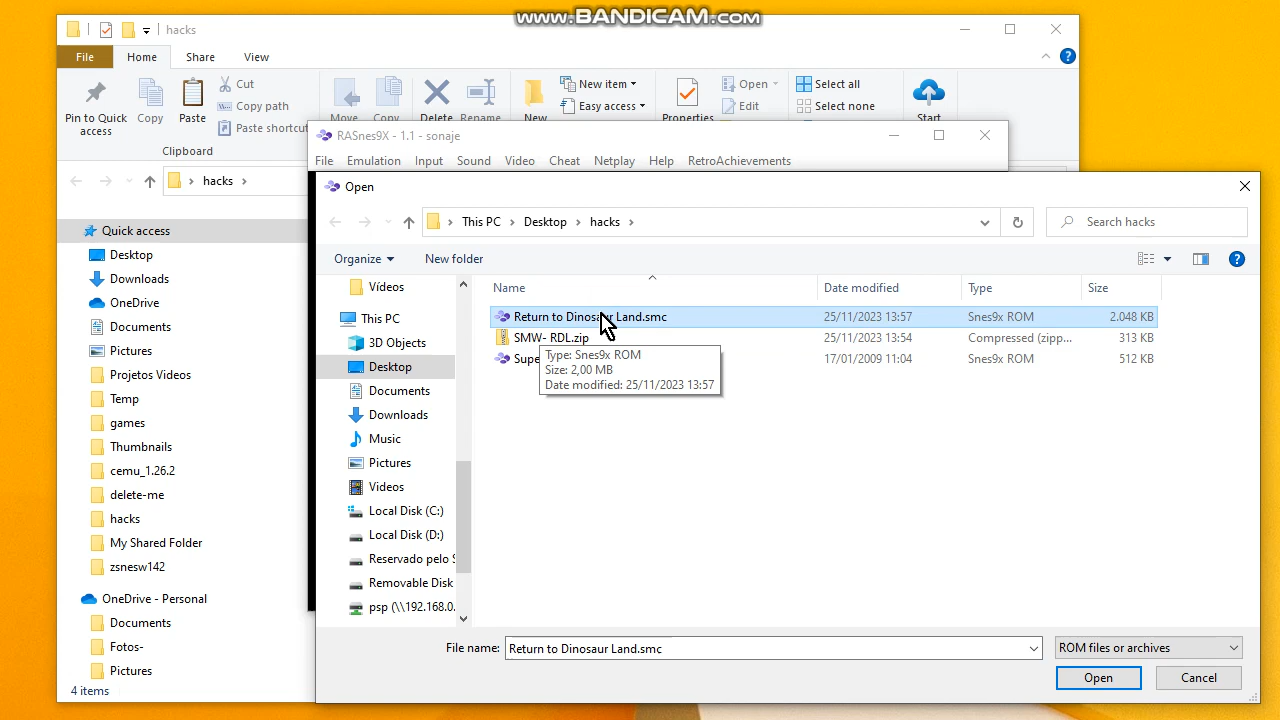 www.BANDICAM.com
hacks
File Home Share View
Pin to Quick access
Copy
Paste
Cut
Copy path
Paste shortcut
Clipboard
Move
Copy
Delete
Rename
New
New item
Easy access
Properties
Open
Edit
Select all
Select none
Start
hacks
RASnes9X - 1.1 - sonaje
File Emulation Input Sound Video Cheat Netplay Help RetroAchievements
Open
This PC Desktop hacks
Search hacks
Organize New folder
Name Date modified Type Size
Return to Dinosaur Land.smc 25/11/2023 13:57 Snes9x ROM 2.048 KB
SMW- RDL.zip 25/11/2023 13:54 Compressed (zipp... 313 KB
Supe 17/01/2009 11:04 Snes9x ROM 512 KB
Type: Snes9x ROM
Size: 2,00 MB
Date modified: 25/11/2023 13:57
Vídeos
This PC
3D Objects
Desktop
Documents
Downloads
Music
Pictures
Videos
Local Disk (C:)
Local Disk (D:)
Reservado pelo S
Removable Disk
psp (\\192.168.0.
File name: Return to Dinosaur Land.smc
ROM files or archives
Open Cancel
Quick access
Desktop
Downloads
OneDrive
Documents
Pictures
Projetos Videos
Temp
games
Thumbnails
cemu_1.26.2
delete-me
hacks
My Shared Folder
zsnesw142
OneDrive - Personal
Documents
Fotos-
Pictures
4 items